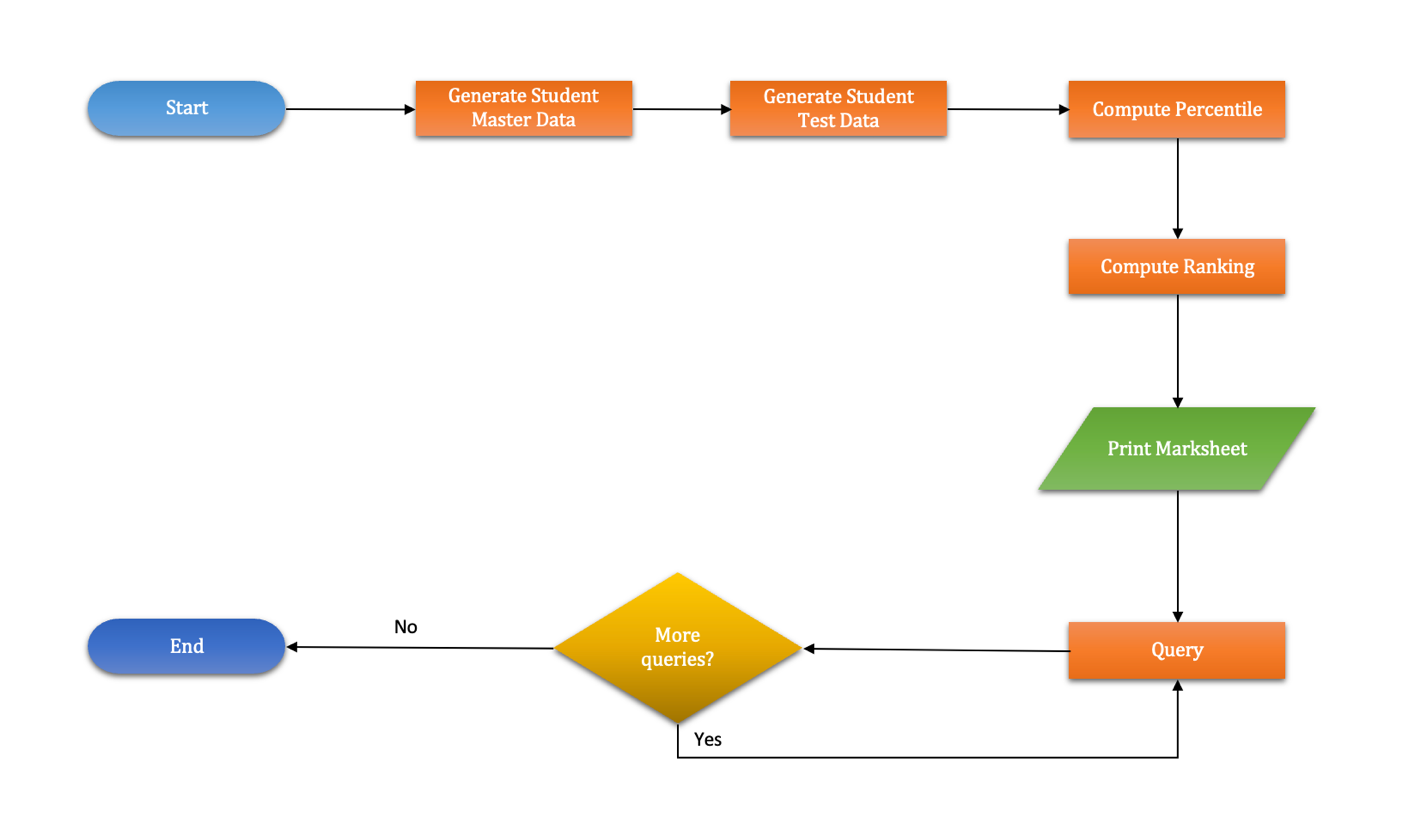 Start
Generate Student
Master Data
Generate Student
Test Data
Compute Percentile
Compute Ranking
Print Marksheet
Query
More
queries?
No
Yes
End